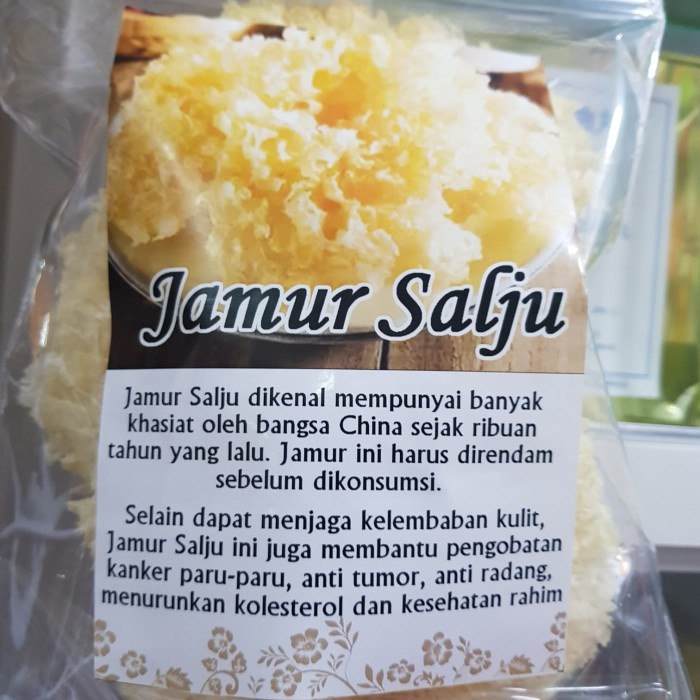 Jamur Salju
Jamur Salju dikenal mempunyai banyak
khasiat oleh bangsa China sejak ribuan
tahun yang lalu. Jamur ini harus direndam
sebelum dikonsumsi.
Selain dapat menjaga kelembaban kulit,
Jamur Salju ini juga membantu pengobatan
kanker paru-paru, anti tumor, anti radang,
menurunkan kolesterol dan kesehatan rahim